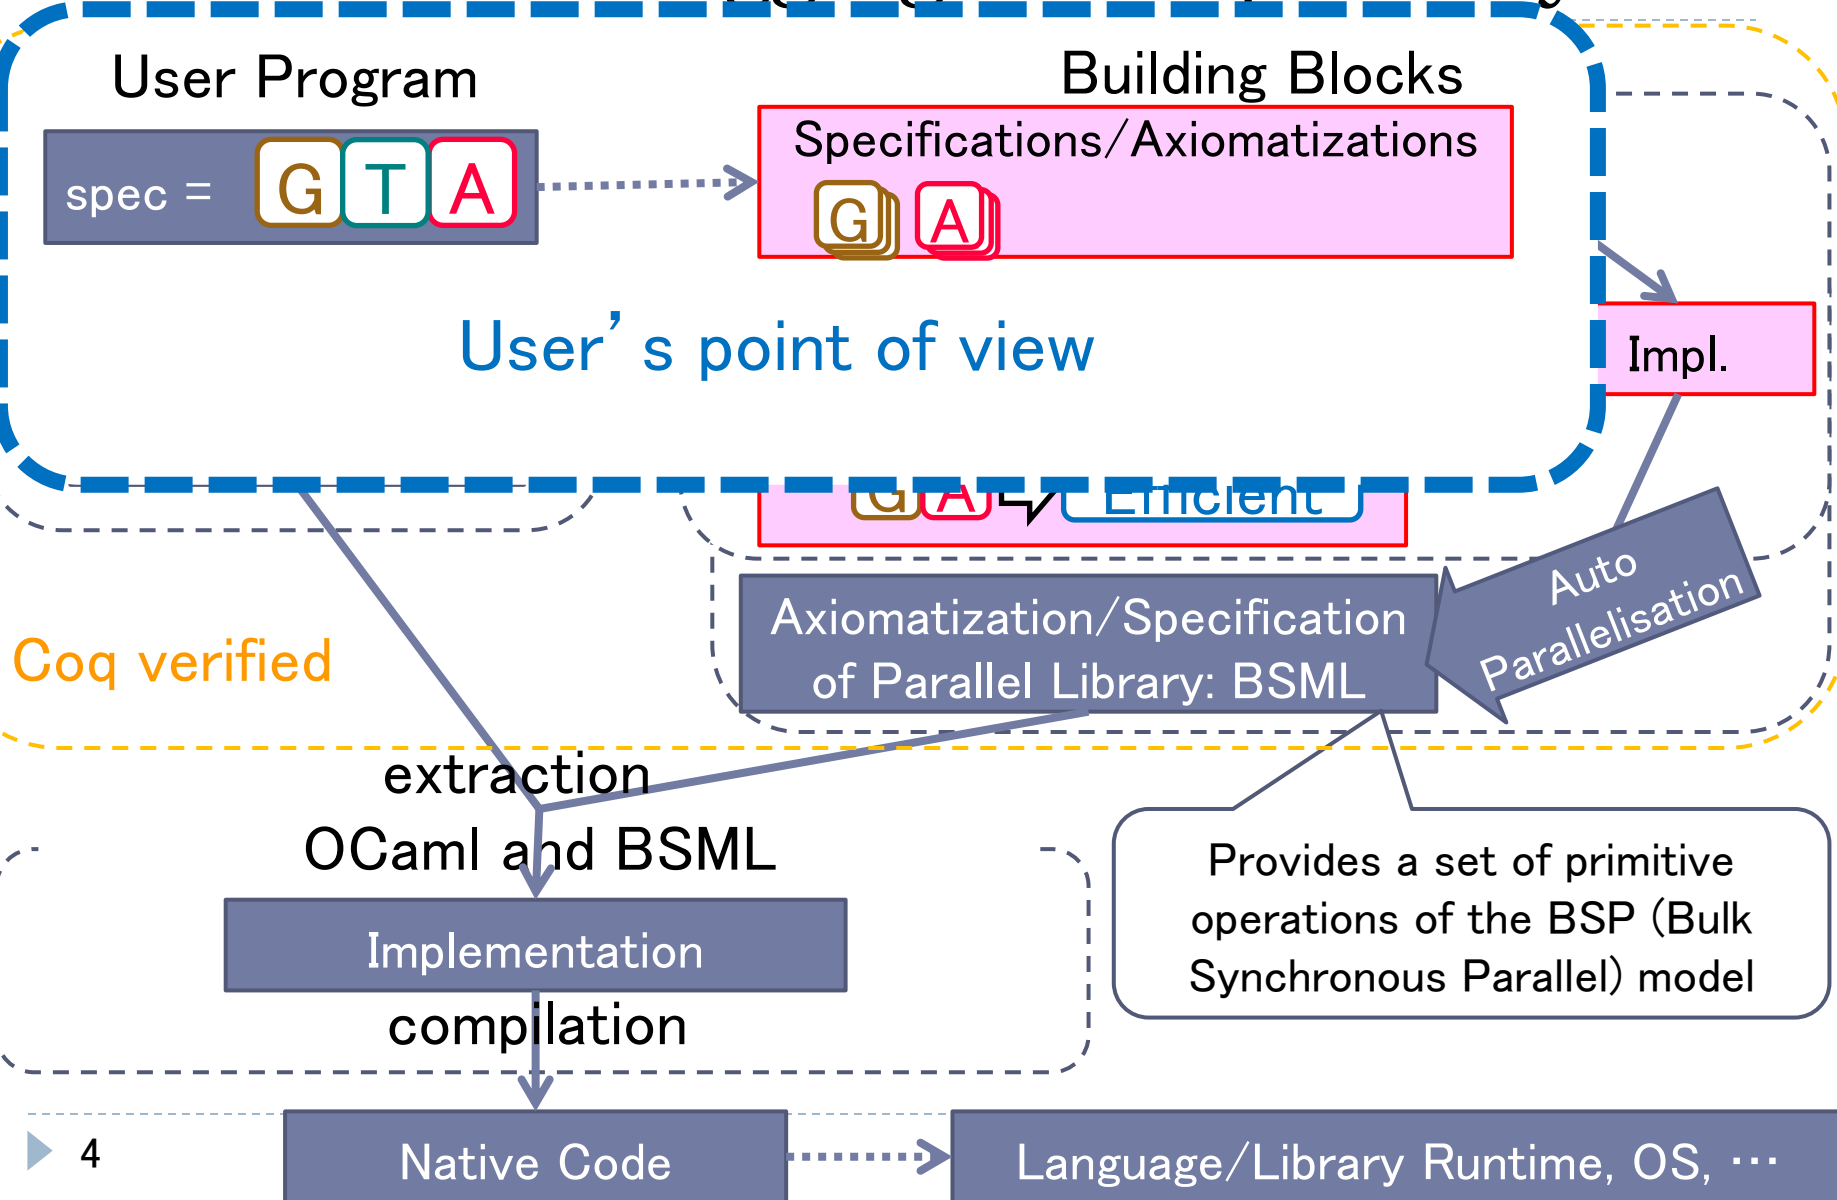 User Program
Building Blocks
spec = G T A
Specifications/Axiomatizations
G A
User's point of view
Impl.
G A Efficient
Auto
Parallelisation
Axiomatization/Specification
of Parallel Library: BSML
Coq verified
extraction
OCaml and BSML
Provides a set of primitive
operations of the BSP (Bulk
Synchronous Parallel) model
Implementation
compilation
4
Native Code
Language/Library Runtime, OS, …